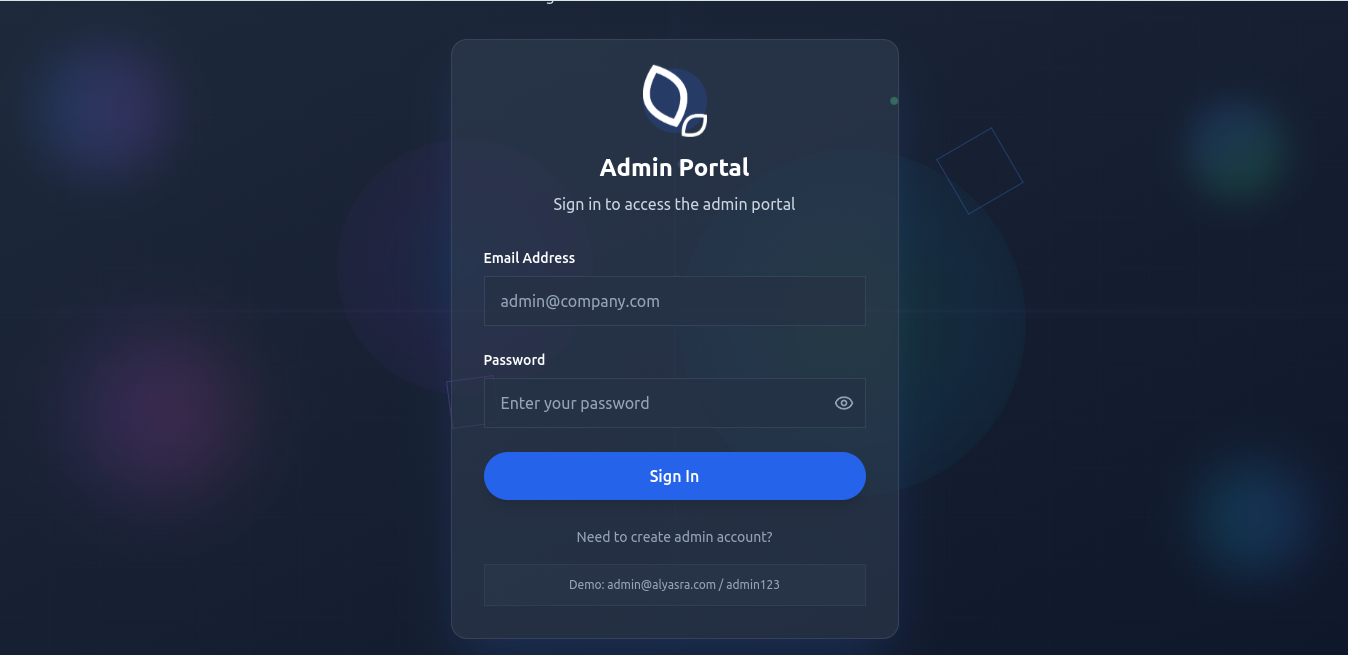 Admin Portal
Sign in to access the admin portal
Email Address
admin@company.com
Password
Enter your password
Sign In
Need to create admin account?
Demo: admin@alyasra.com / admin123